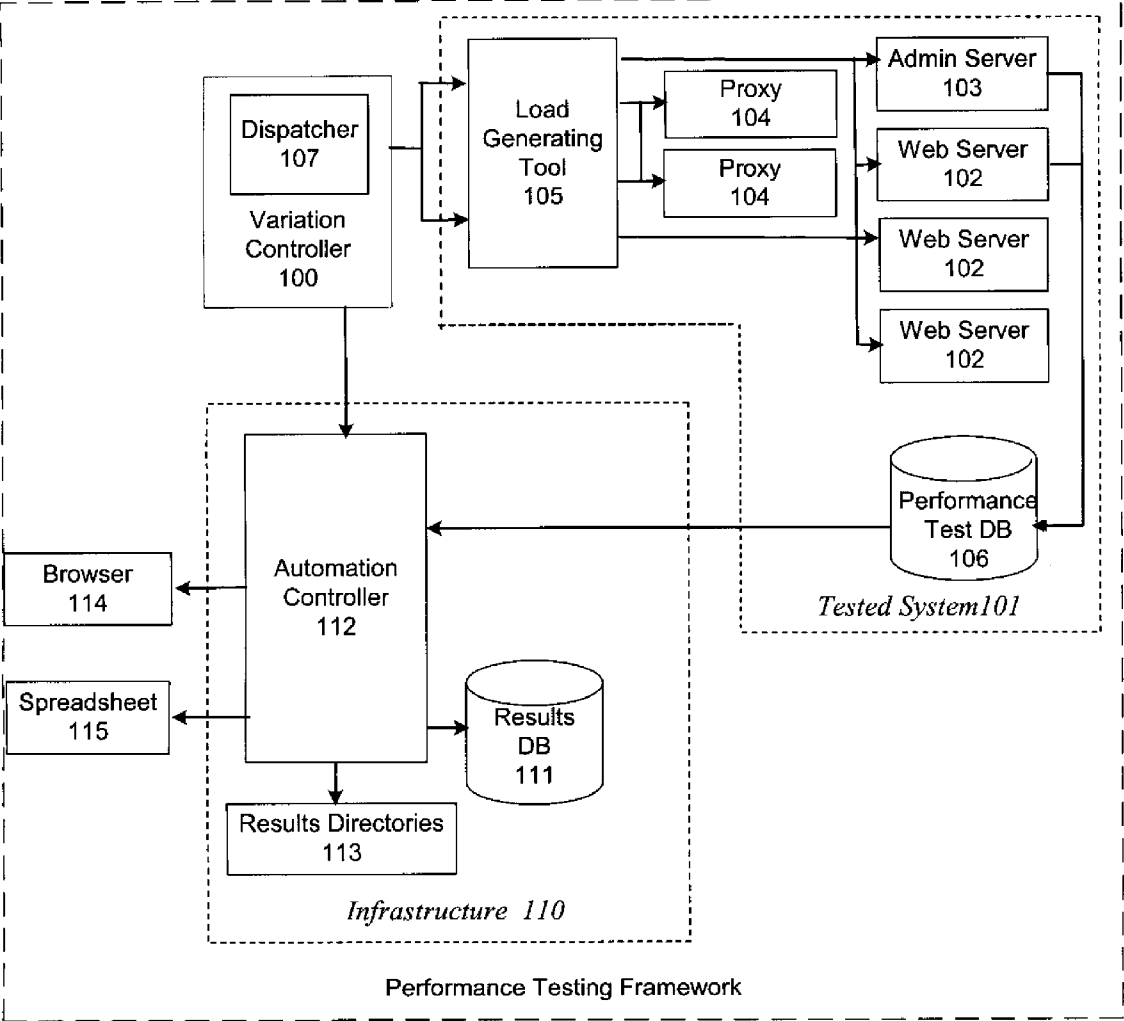 Dispatcher
107
Variation
Controller
100
Load
Generating
Tool
105
Proxy
104
Proxy
104
Admin Server
103
Web Server
102
Web Server
102
Web Server
102
Performance
Test DB
106
Tested System101
Automation
Controller
112
Browser
114
Spreadsheet
115
Results
DB
111
Results Directories
113
Infrastructure 110
Performance Testing Framework